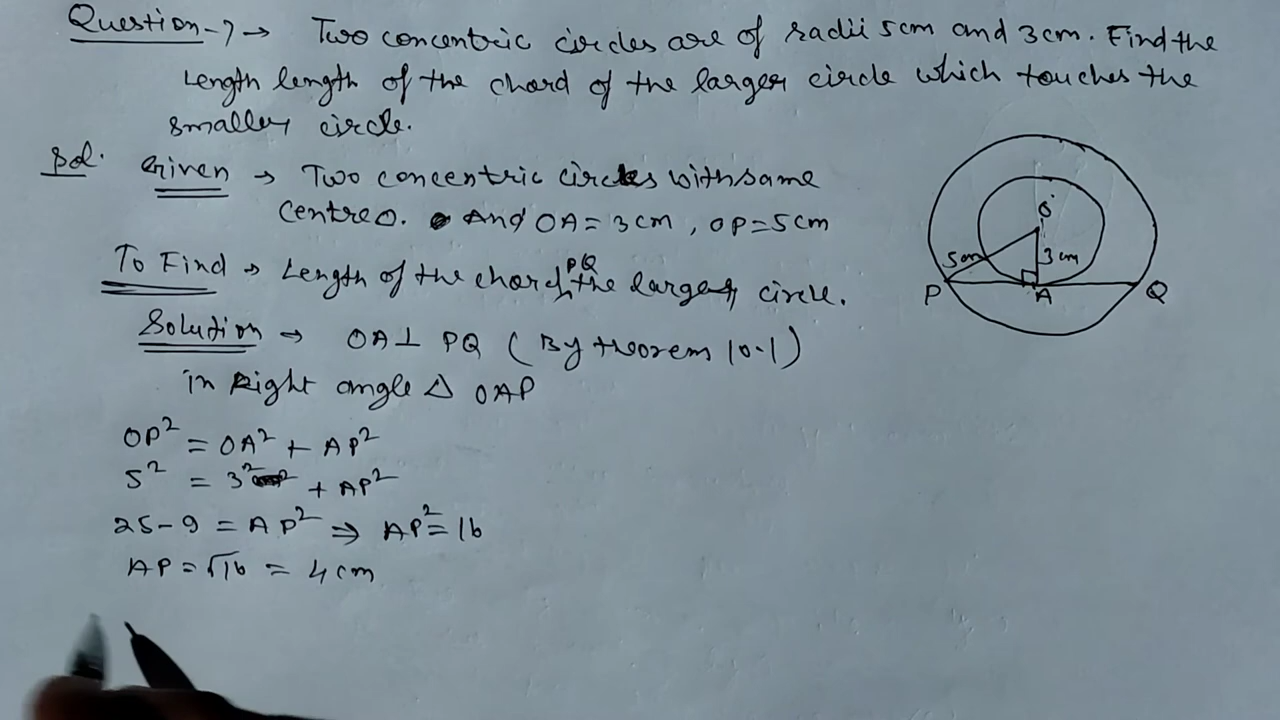 Question-7 → Two concentric circles are of radii 5cm and 3cm. Find the
Length length of the chord of the larger circle which touches the
smaller circle.
Sol. Given → Two concentric circles with same
Centre O. And OA = 3cm, OP = 5cm
To Find → Length of the chord PQ the larger circle.
Solution → OA ⊥ PQ (By theorem 10.1)
in Right angle △ OAP
OP² = OA² + AP²
5² = 3² + AP²
25 - 9 = AP² ⇒ AP² = 16
AP = √16 = 4cm
O
5cm
3cm
P
A
Q